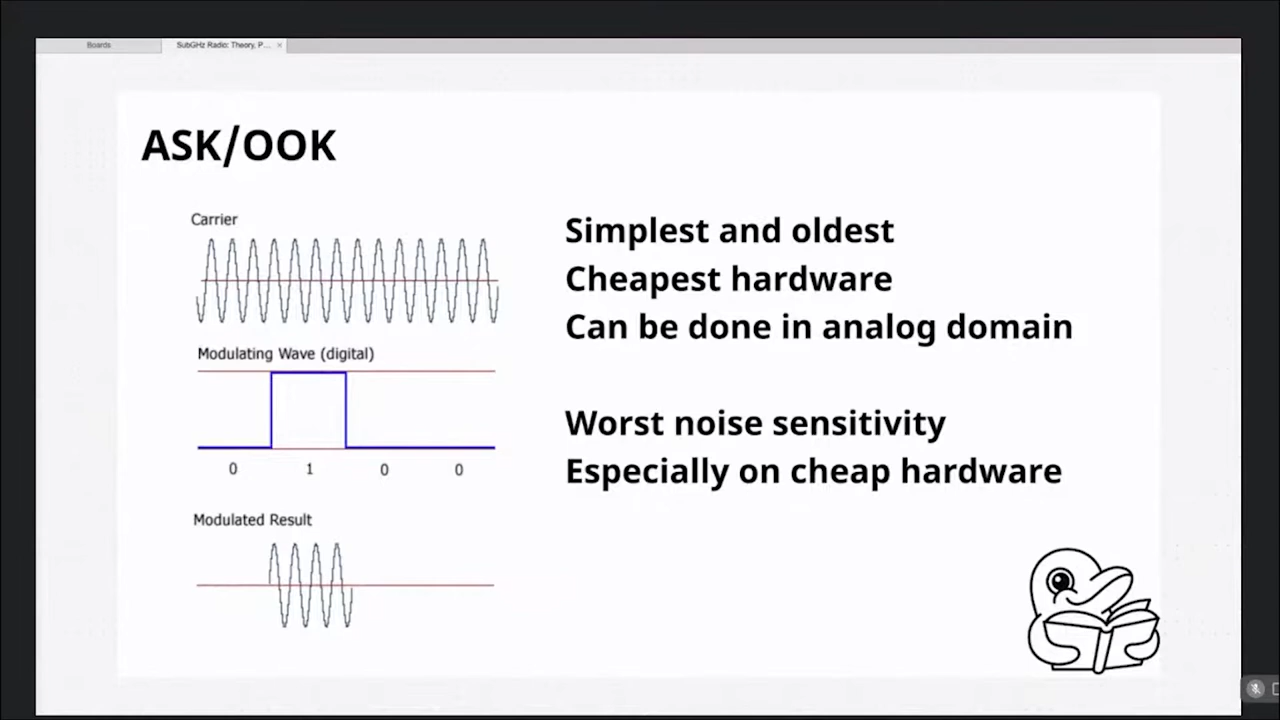 Boards
SubGHz Radio: Theory, P...
ASK/OOK
Carrier
Modulating Wave (digital)
0 1 0 0
Modulated Result
Simplest and oldest
Cheapest hardware
Can be done in analog domain
Worst noise sensitivity
Especially on cheap hardware